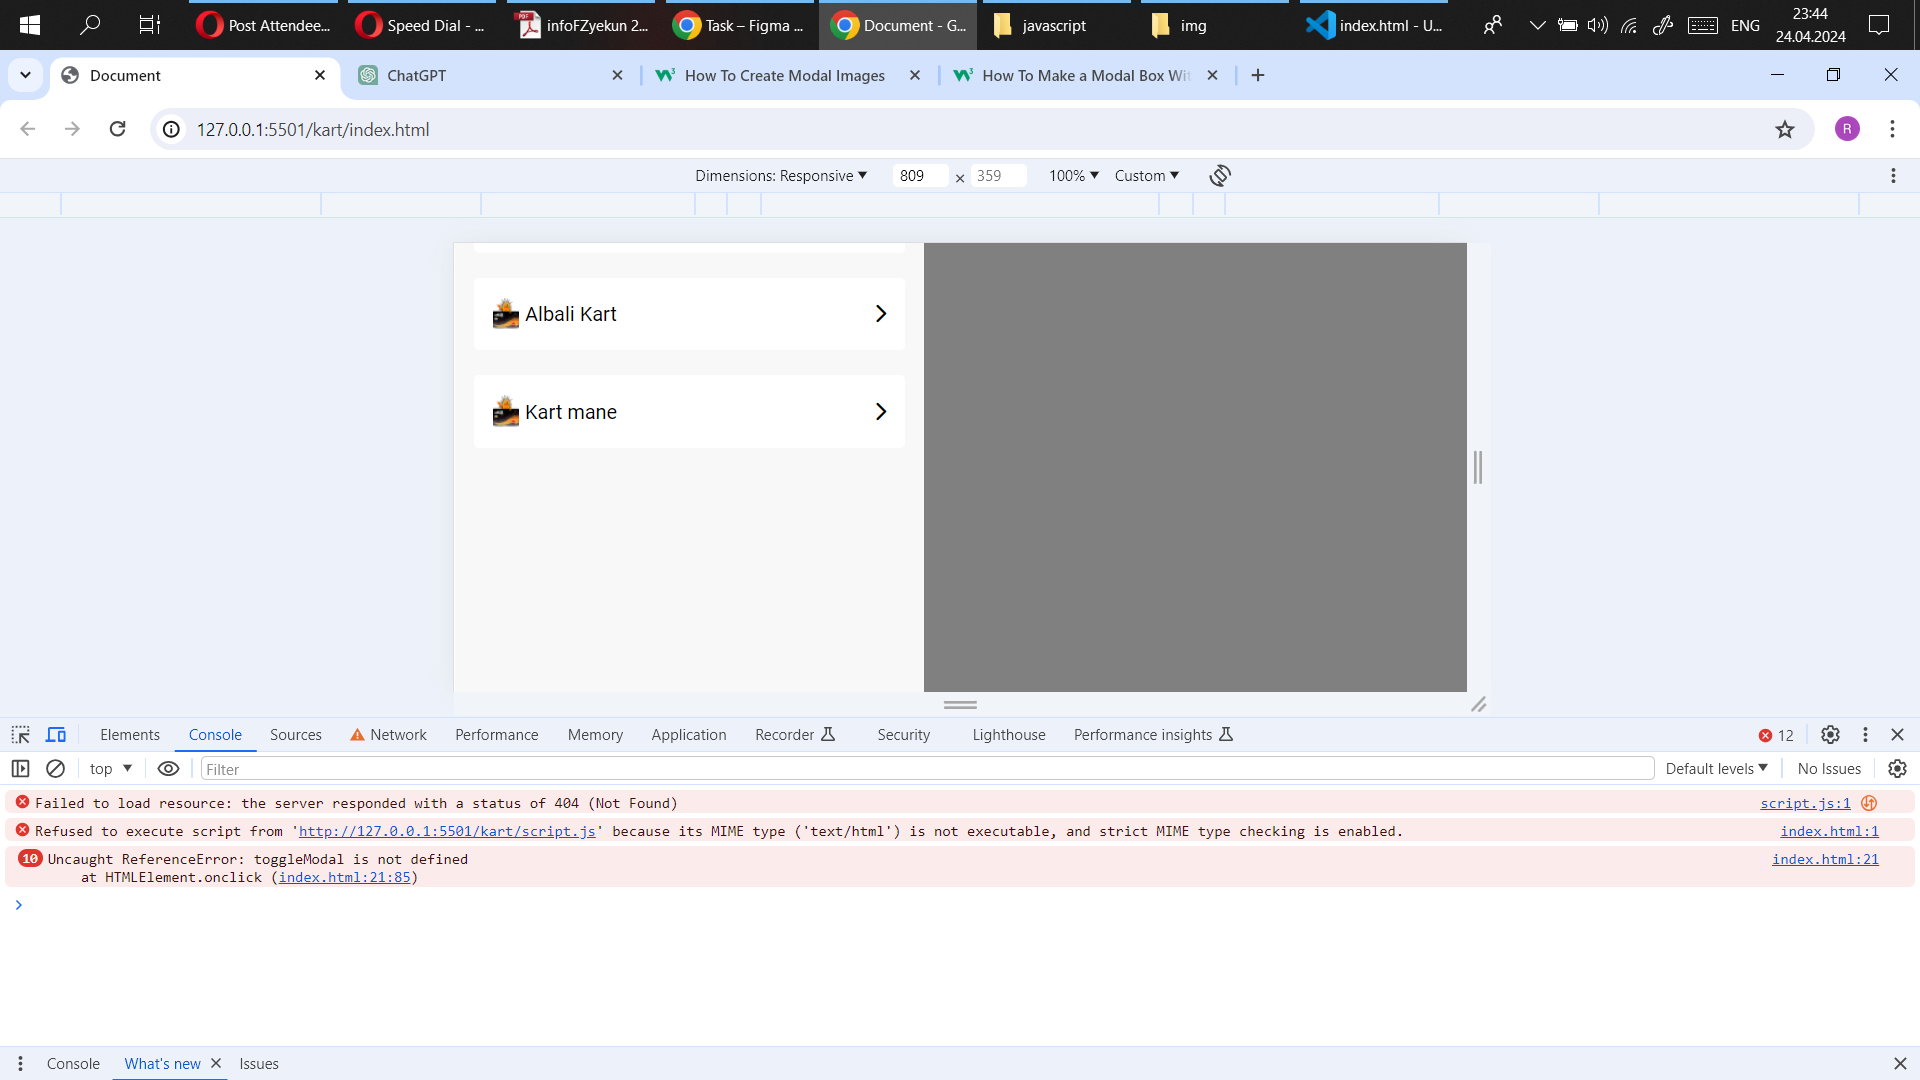 Post Attendee...
Speed Dial - ...
infoFZyekun 2...
Task – Figma ...
Document - G...
javascript
img
index.html - U...
ENG
23:44
24.04.2024
Document
ChatGPT
How To Create Modal Images
How To Make a Modal Box Wit
127.0.0.1:5501/kart/index.html
R
Dimensions: Responsive
809
×
359
100%
Custom
Albali Kart
Kart mane
Elements
Console
Sources
Network
Performance
Memory
Application
Recorder
Security
Lighthouse
Performance insights
12
top
Filter
Default levels
No Issues
Failed to load resource: the server responded with a status of 404 (Not Found)
script.js:1
Refused to execute script from 'http://127.0.0.1:5501/kart/script.js' because its MIME type ('text/html') is not executable, and strict MIME type checking is enabled.
index.html:1
10 Uncaught ReferenceError: toggleModal is not defined
index.html:21
at HTMLElement.onclick (index.html:21:85)
Console
What's new
Issues